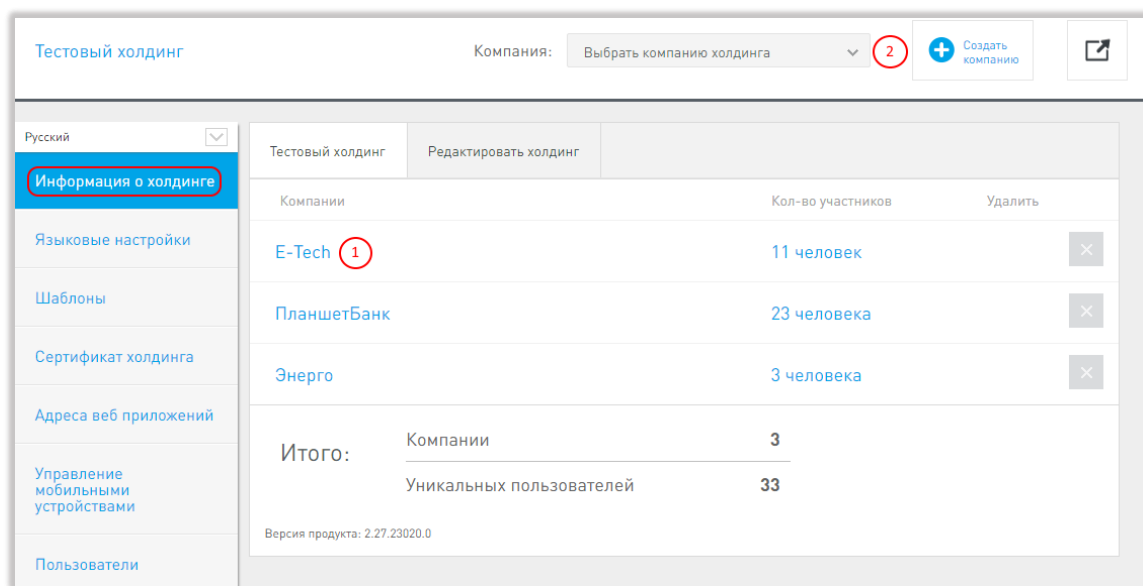 Тестовый холдинг
Компания: Выбрать компанию холдинга 2 Создать компанию
Русский
Информация о холдинге
Языковые настройки
Шаблоны
Сертификат холдинга
Адреса веб приложений
Управление
мобильными
устройствами
Пользователи
Тестовый холдинг Редактировать холдинг
Компании Кол-во участников Удалить
E-Tech 1 11 человек
ПланшетБанк 23 человека
Энерго 3 человека
Итого:
Компании 3
Уникальных пользователей 33
Версия продукта: 2.27.23020.0